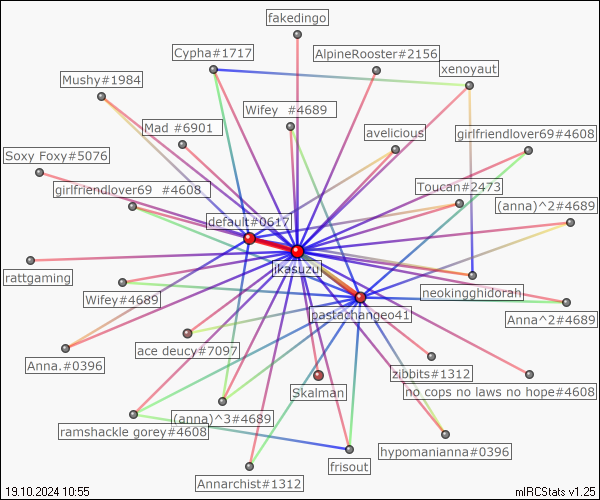 fakedingo
Cypha#1717
AlpineRooster#2156
xenoyaut
Mushy#1984
Wifey  #4689
Mad #6901
avelicious
girlfriendlover69#4608
Soxy Foxy#5076
girlfriendlover69  #4608
Toucan#2473
(anna)^2#4689
default#0617
ikasuzu
rattgaming
neokingghidorah
Wifey#4689
pastachangeo41
Anna^2#4689
ace deucy#7097
Anna.#0396
zibbits#1312
Skalman
no cops no laws no hope#4608
(anna)^3#4689
ramshackle gorey#4608
hypomanianna#0396
frisout
Annarchist#1312
19.10.2024 10:55
mIRCStats v1.25